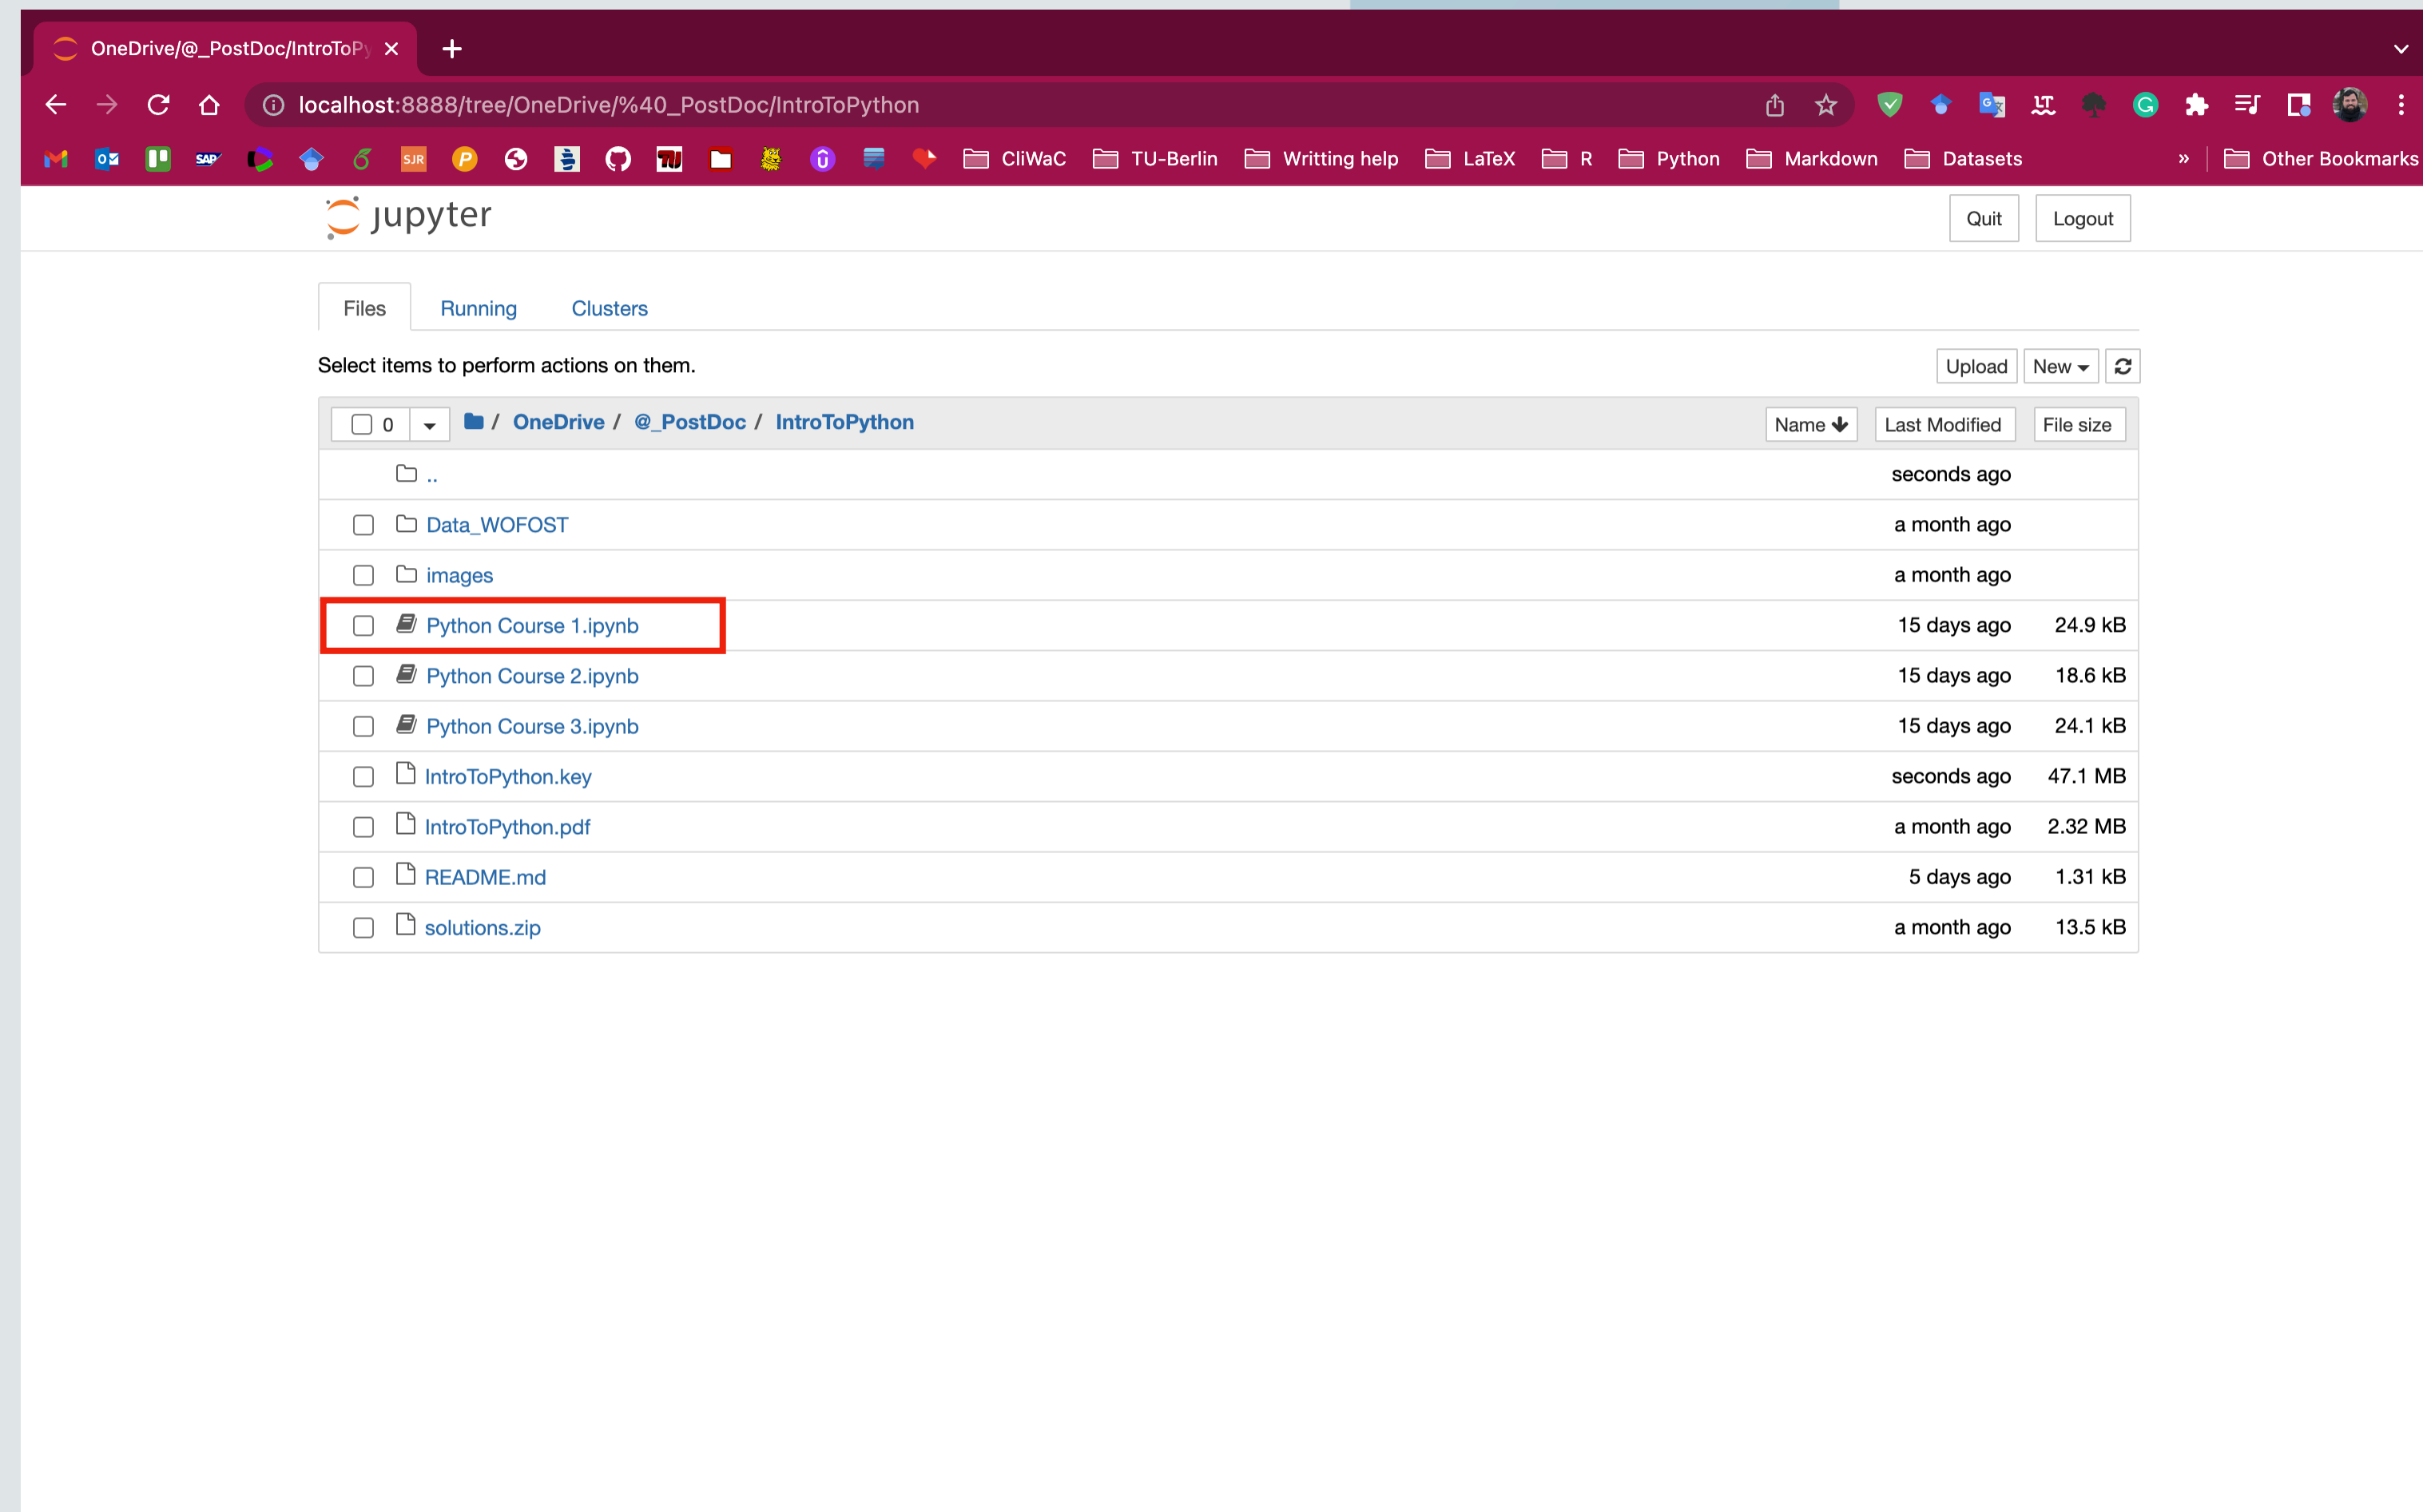 OneDrive/@_PostDoc/IntroToPy
localhost:8888/tree/OneDrive/%40_PostDoc/IntroToPython
SAP SJR P TU CliWaC TU-Berlin Writting help LaTeX R Python Markdown Datasets » Other Bookmarks
jupyter Quit Logout
Files Running Clusters
Select items to perform actions on them. Upload New
0 / OneDrive / @_PostDoc / IntroToPython Name Last Modified File size
.. seconds ago
Data_WOFOST a month ago
images a month ago
Python Course 1.ipynb 15 days ago 24.9 kB
Python Course 2.ipynb 15 days ago 18.6 kB
Python Course 3.ipynb 15 days ago 24.1 kB
IntroToPython.key seconds ago 47.1 MB
IntroToPython.pdf a month ago 2.32 MB
README.md 5 days ago 1.31 kB
solutions.zip a month ago 13.5 kB